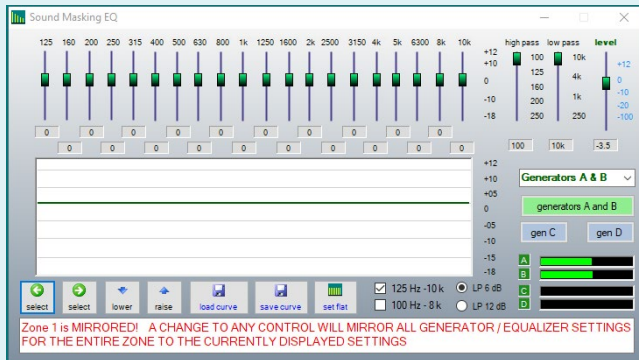 Sound Masking EQ
125 160 200 250 315 400 500 630 800 1k 1250 1600 2k 2500 3150 4k 5k 6300 8k 10k
+12
+10
0
-10
-18
high pass low pass level
100
125
160
200
250
10k
4k
1k
250
+12
0
-10
-20
-100
0 0 0 0 0 0 0 0 0 0
0 0 0 0 0 0 0 0 0 0
100 10k -3.5
+12
+10
+05
0
-05
-10
-15
-18
Generators A & B
generators A and B
gen C gen D
A
B
C
D
select select lower raise load curve save curve set flat
125 Hz -10 k LP 6 dB
100 Hz - 8 k LP 12 dB
Zone 1 is MIRRORED! A CHANGE TO ANY CONTROL WILL MIRROR ALL GENERATOR / EQUALIZER SETTINGS
FOR THE ENTIRE ZONE TO THE CURRENTLY DISPLAYED SETTINGS